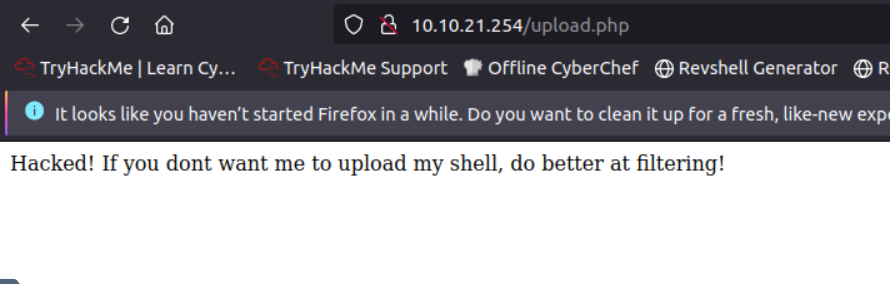 10.10.21.254/upload.php
TryHackMe | Learn Cy... TryHackMe Support Offline CyberChef Revshell Generator R
It looks like you haven't started Firefox in a while. Do you want to clean it up for a fresh, like-new exp
Hacked! If you dont want me to upload my shell, do better at filtering!